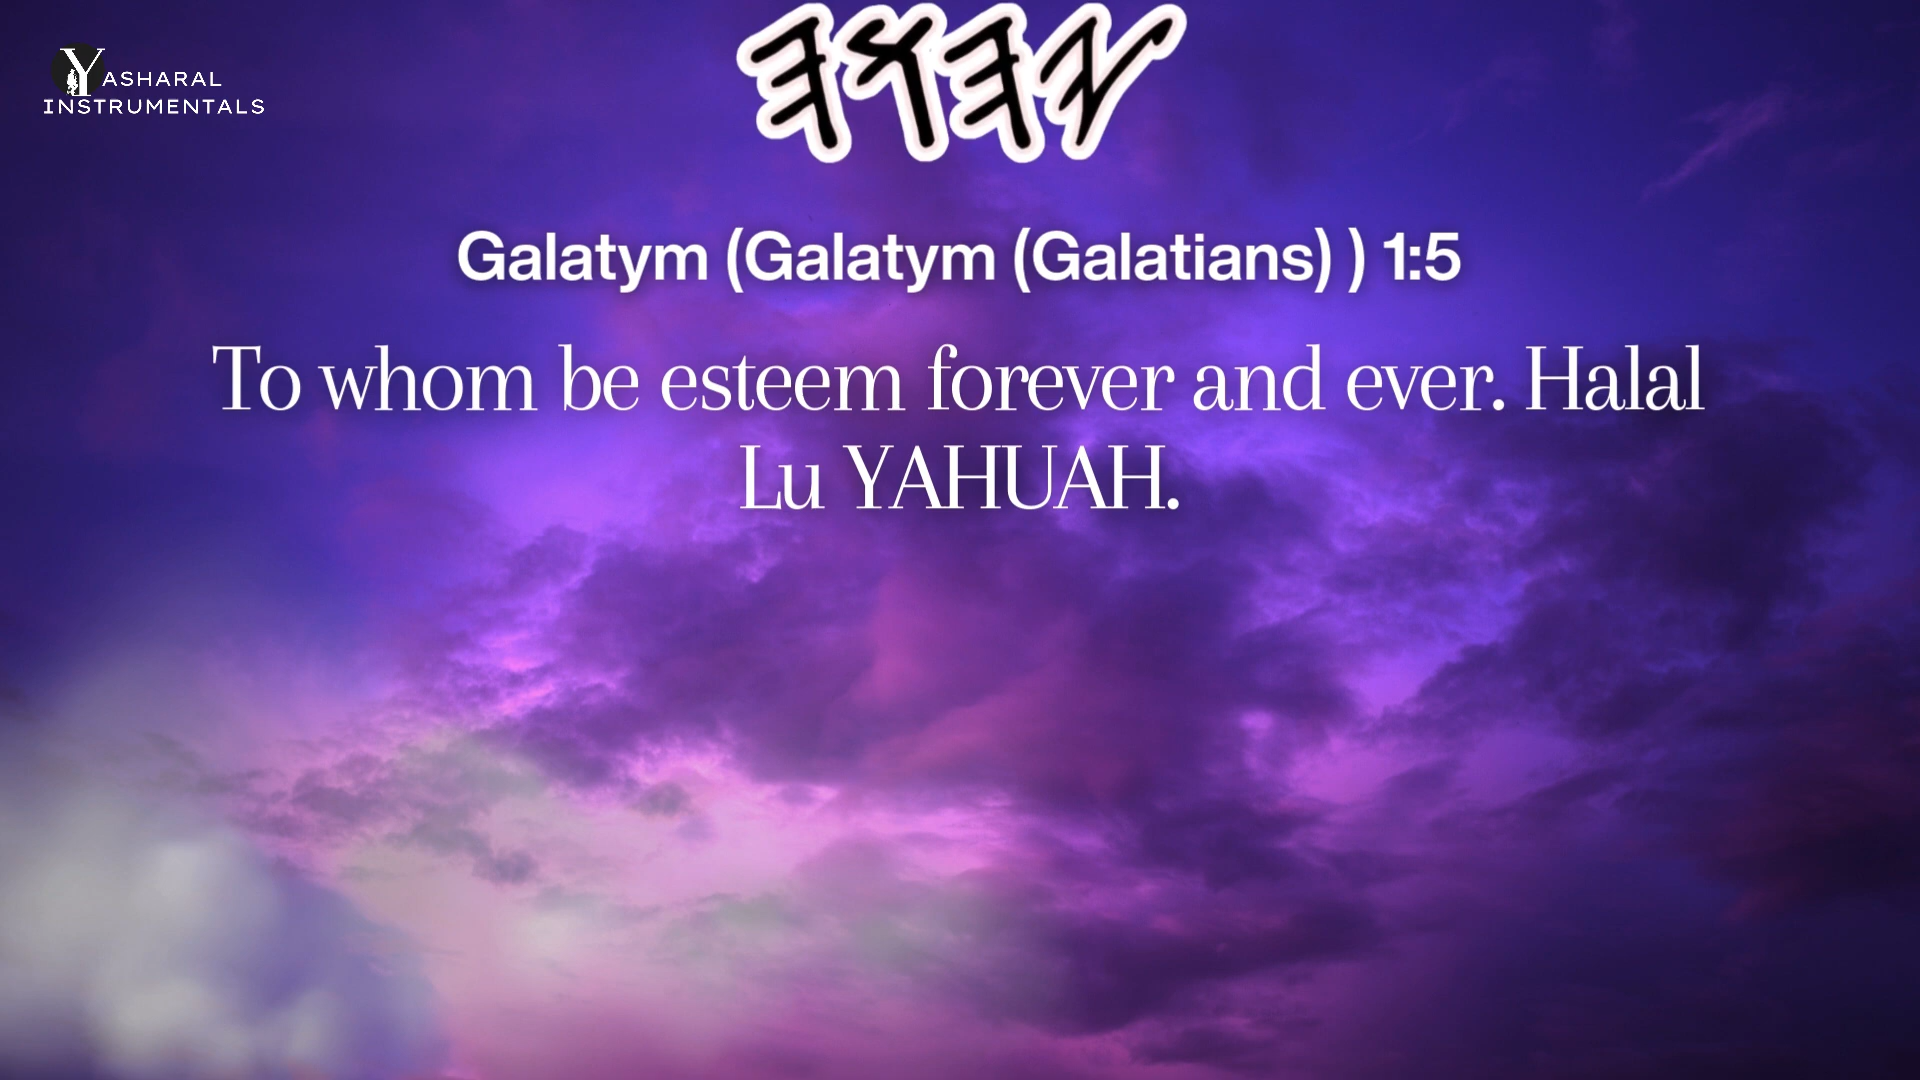 𐤉𐤄𐤅𐤄
YASHARAL
INSTRUMENTALS
Galatym (Galatym (Galatians) ) 1:5
To whom be esteem forever and ever. Halal
Lu YAHUAH.